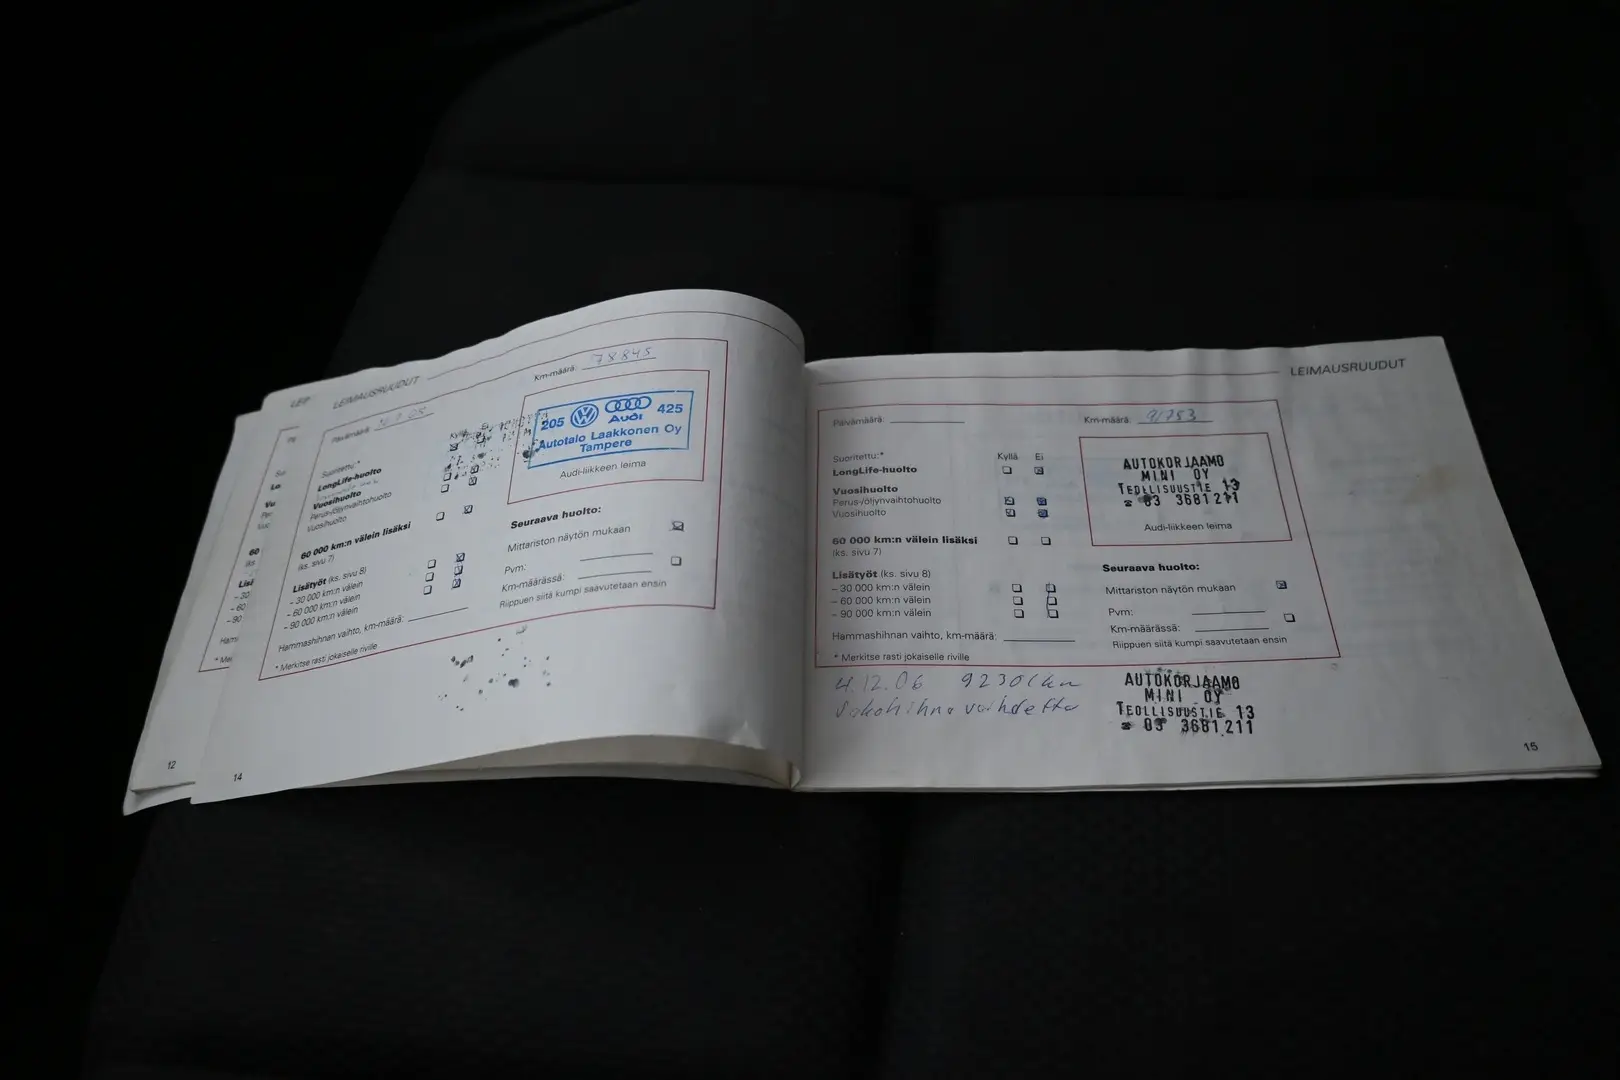 LEIMAUSRUUDUT
Päivämäärä:
Km-määrä: 78845
205 Audi 425
Autotalo Laakkonen Oy
Tampere
Audi-liikkeen leima
Suoritettu:*
Kyllä Ei
LongLife-huolto
Vuosihuolto
Perus-/öljynvaihtohuolto
Vuosihuolto
60 000 km:n välein lisäksi
(ks. sivu 7)
Lisätyöt (ks. sivu 8)
– 30 000 km:n välein
– 60 000 km:n välein
– 90 000 km:n välein
Hammashihnan vaihto, km-määrä:
* Merkitse rasti jokaiselle riville
Seuraava huolto:
Mittariston näytön mukaan
Pvm:
Km-määrässä:
Riippuen siitä kumpi saavutetaan ensin
12
14
LEIMAUSRUUDUT
Päivämäärä:
Km-määrä: 91753
Suoritettu:*
Kyllä Ei
LongLife-huolto
Vuosihuolto
Perus-/öljynvaihtohuolto
Vuosihuolto
60 000 km:n välein lisäksi
(ks. sivu 7)
Lisätyöt (ks. sivu 8)
– 30 000 km:n välein
– 60 000 km:n välein
– 90 000 km:n välein
Hammashihnan vaihto, km-määrä:
* Merkitse rasti jokaiselle riville
AUTOKORJAAMO
MINI OY
TEOLLISUUSTIE 13
☎ 03 3681211
Audi-liikkeen leima
Seuraava huolto:
Mittariston näytön mukaan
Pvm:
Km-määrässä:
Riippuen siitä kumpi saavutetaan ensin
4.12.06 92301km
Jakohihna vaihdettu
AUTOKORJAAMO
MINI OY
TEOLLISUUSTIE 13
☎ 03 3681211
15